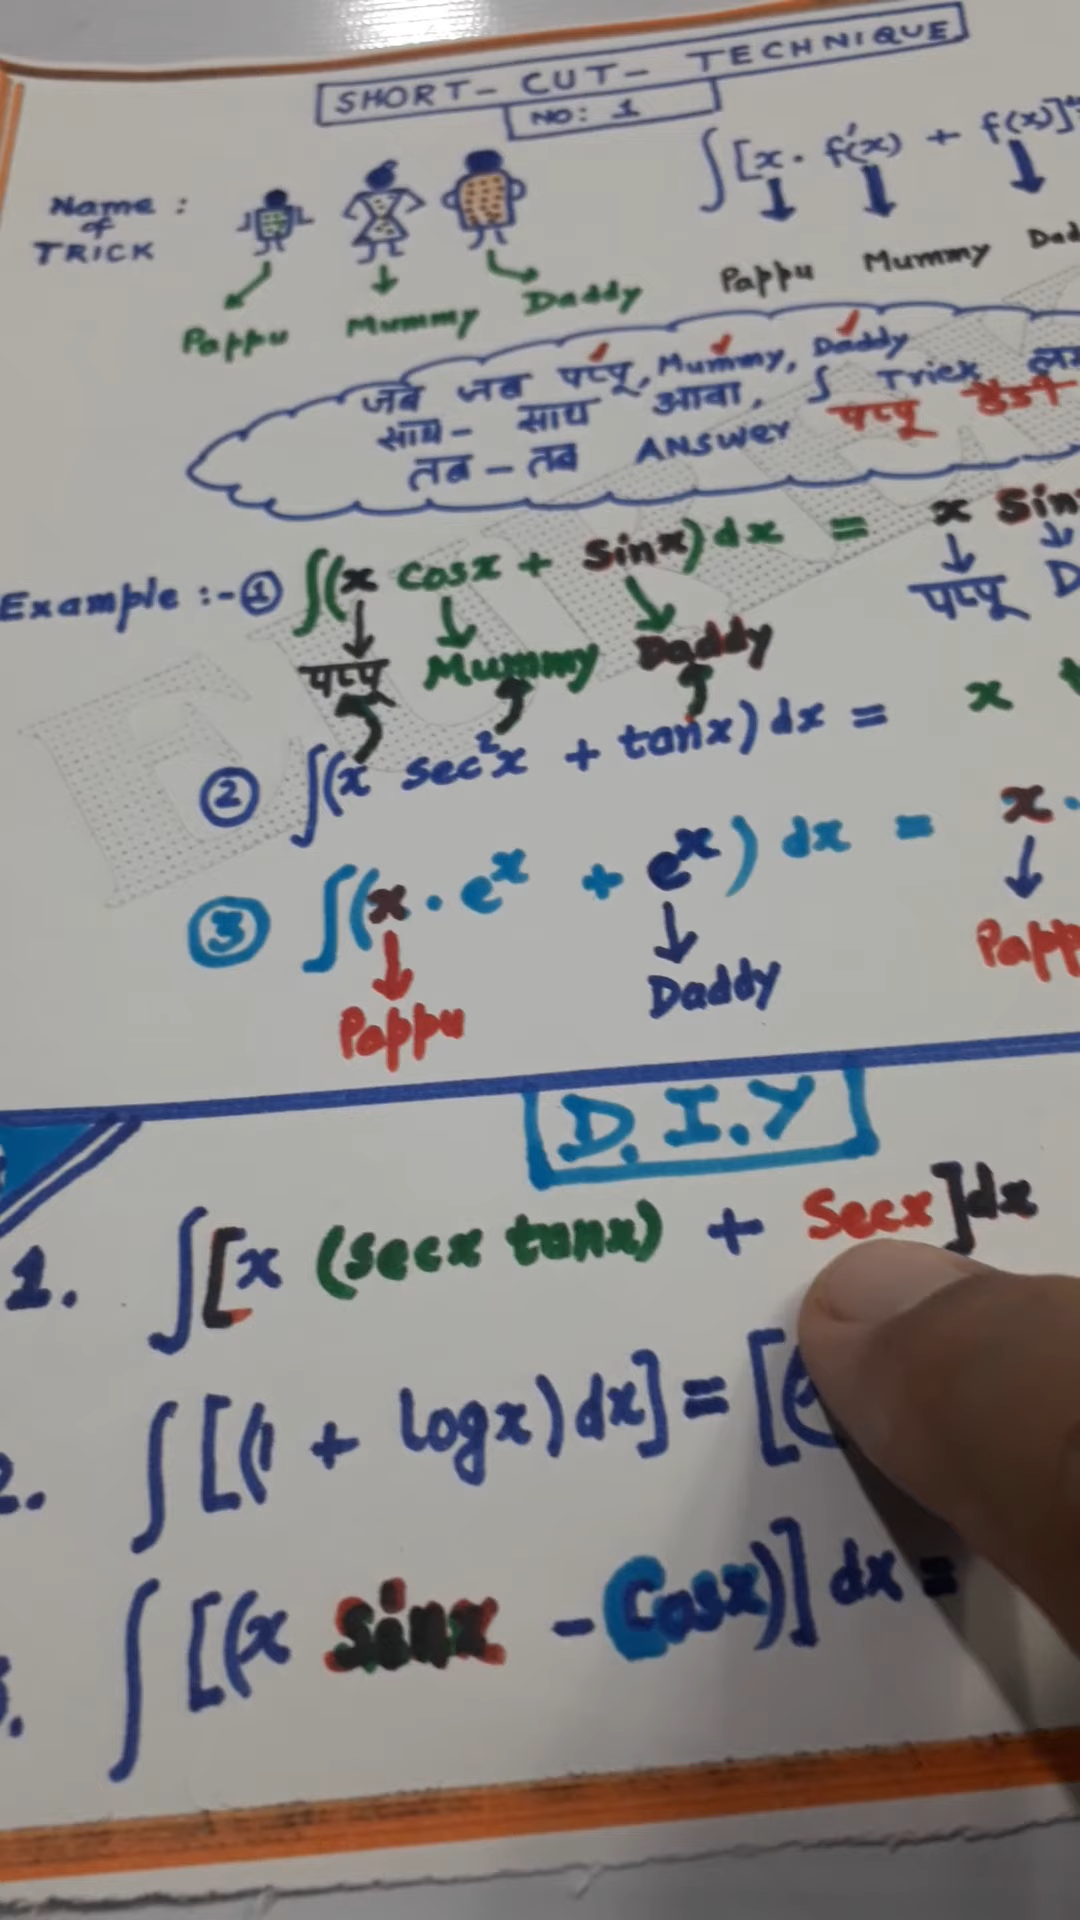 SHORT- CUT- TECHNIQUE
NO: 1
Name of TRICK :
∫[x . f'(x) + f(x)]
Pappu Mummy Daddy
Pappu Mummy Dad
जब जब पप्पू, Mummy, Daddy
साथ- साथ आवा, ∫ Trick
तब - तब ANSWER पप्पू
Example :- ① ∫(x cosx + sinx) dx = x Sin
पप्पू Mummy Daddy पप्पू D
② ∫(x sec²x + tanx) dx = x t
③ ∫(x . eˣ + eˣ) dx = x .
Pappu Daddy Papp
D.I.Y
1. ∫[x (secx tanx) + Secx]dx
2. ∫[(1 + logx)dx] = [
3. ∫[(x sinx - Cosx)] dx =